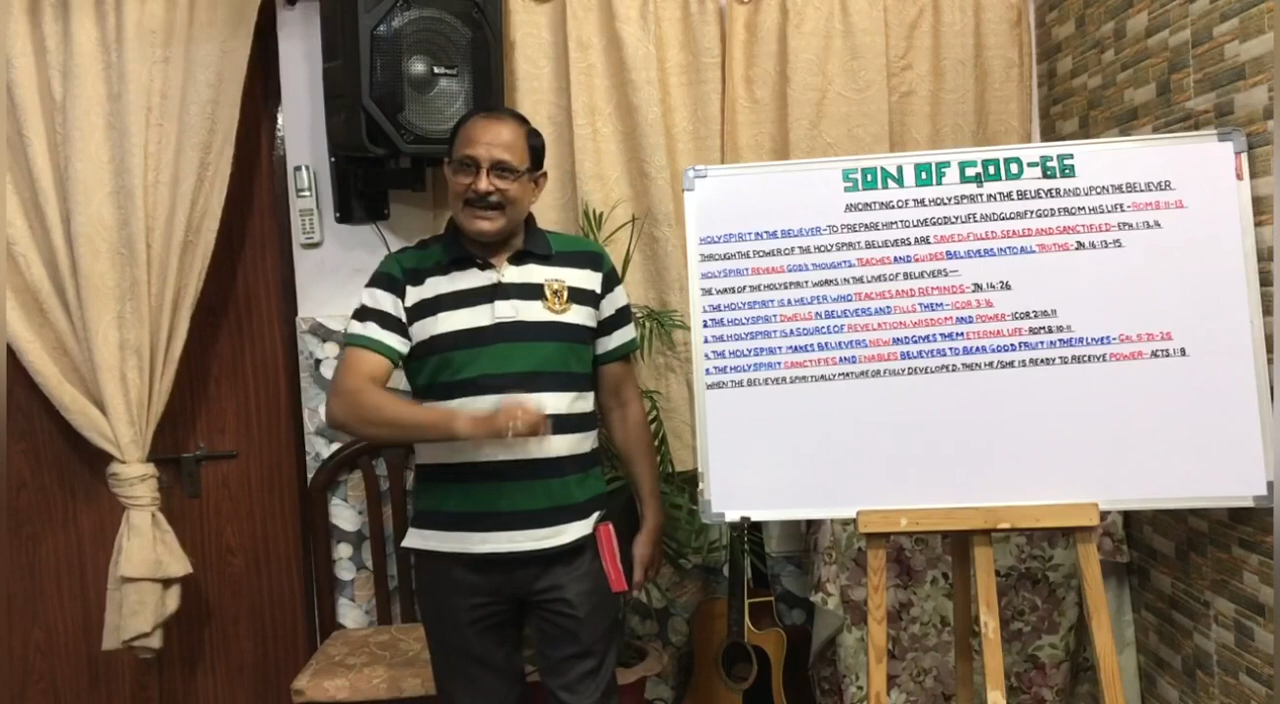 SON OF GOD-66
ANOINTING OF THE HOLY SPIRIT IN THE BELIEVER AND UPON THE BELIEVER
HOLY SPIRIT IN THE BELIEVER-TO PREPARE HIM TO LIVE GODLY LIFE AND GLORIFY GOD FROM HIS LIFE-ROM 8:11-13
THROUGH THE POWER OF THE HOLY SPIRIT. BELIEVERS ARE SAVED, FILLED, SEALED AND SANCTIFIED-EPH.1:13,14
HOLY SPIRIT REVEALS GOD'S THOUGHTS, TEACHES AND GUIDES BELIEVERS INTO ALL TRUTHS-JN.16:13-15
THE WAYS OF THE HOLY SPIRIT WORKS IN THE LIVES OF BELIEVERS-
1.THE HOLY SPIRIT IS A HELPER WHO TEACHES AND REMINDS-JN.14:26
2.THE HOLY SPIRIT DWELLS IN BELIEVERS AND FILLS THEM-1COR 3:16
3.THE HOLY SPIRIT IS A SOURCE OF REVELATION, WISDOM AND POWER-1COR 2:10,11
4.THE HOLY SPIRIT MAKES BELIEVERS NEW AND GIVES THEM ETERNAL LIFE-ROM.8:10-11
5.THE HOLY SPIRIT SANCTIFIES AND ENABLES BELIEVERS TO BEAR GOOD FRUIT IN THEIR LIVES-GAL 5:22-25
WHEN THE BELIEVER SPIRITUALLY MATURE OR FULLY DEVELOPED, THEN HE/SHE IS READY TO RECEIVE POWER-ACTS.1:8